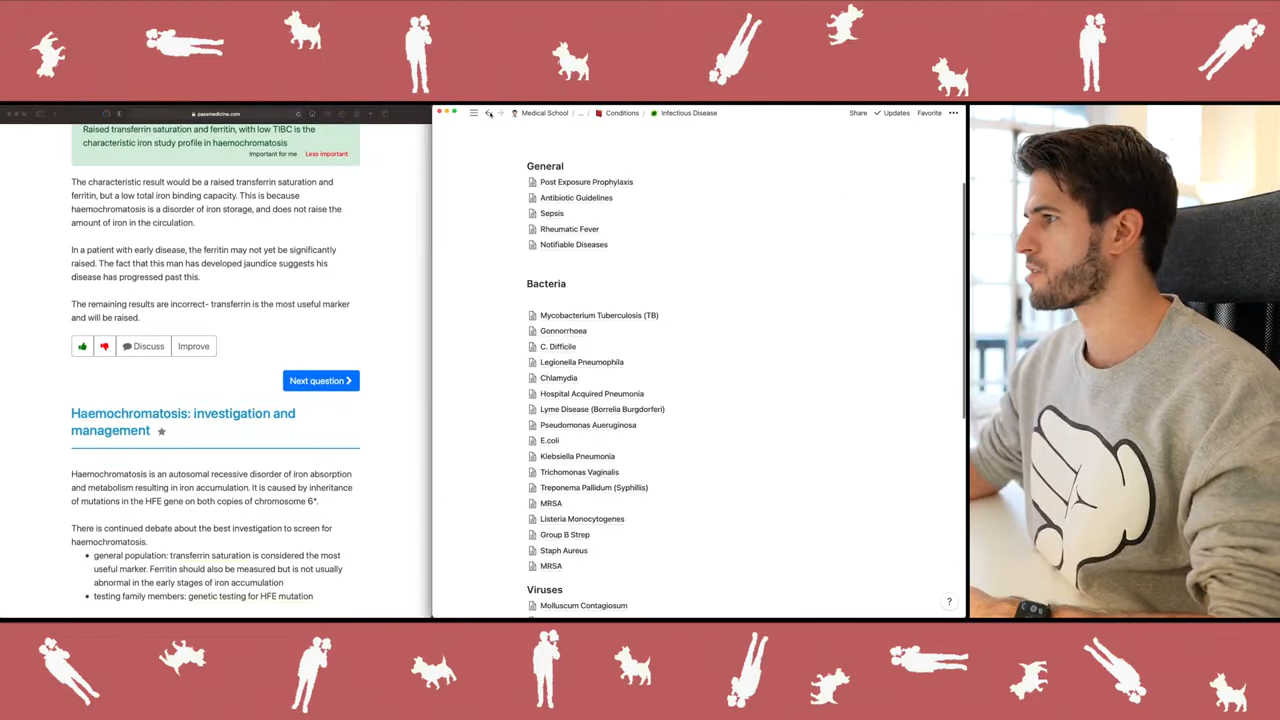 passmedicine.com
Raised transferrin saturation and ferritin, with low TIBC is the
characteristic iron study profile in haemochromatosis
Important for me Less important
The characteristic result would be a raised transferrin saturation and
ferritin, but a low total iron binding capacity. This is because
haemochromatosis is a disorder of iron storage, and does not raise the
amount of iron in the circulation.
In a patient with early disease, the ferritin may not yet be significantly
raised. The fact that this man has developed jaundice suggests his
disease has progressed past this.
The remaining results are incorrect- transferrin is the most useful marker
and will be raised.
Discuss Improve
Next question
Haemochromatosis: investigation and
management
Haemochromatosis is an autosomal recessive disorder of iron absorption
and metabolism resulting in iron accumulation. It is caused by inheritance
of mutations in the HFE gene on both copies of chromosome 6*.
There is continued debate about the best investigation to screen for
haemochromatosis.
general population: transferrin saturation is considered the most
useful marker. Ferritin should also be measured but is not usually
abnormal in the early stages of iron accumulation
testing family members: genetic testing for HFE mutation
Medical School / ... / Conditions / Infectious Disease
Share Updates Favorite
General
Post Exposure Prophylaxis
Antibiotic Guidelines
Sepsis
Rheumatic Fever
Notifiable Diseases
Bacteria
Mycobacterium Tuberculosis (TB)
Gonnorrhoea
C. Difficile
Legionella Pneumophila
Chlamydia
Hospital Acquired Pneumonia
Lyme Disease (Borrelia Burgdorferi)
Pseudomonas Aueruginosa
E.coli
Klebsiella Pneumonia
Trichomonas Vaginalis
Treponema Pallidum (Syphillis)
MRSA
Listeria Monocytogenes
Group B Strep
Staph Aureus
MRSA
Viruses
Molluscum Contagiosum
?